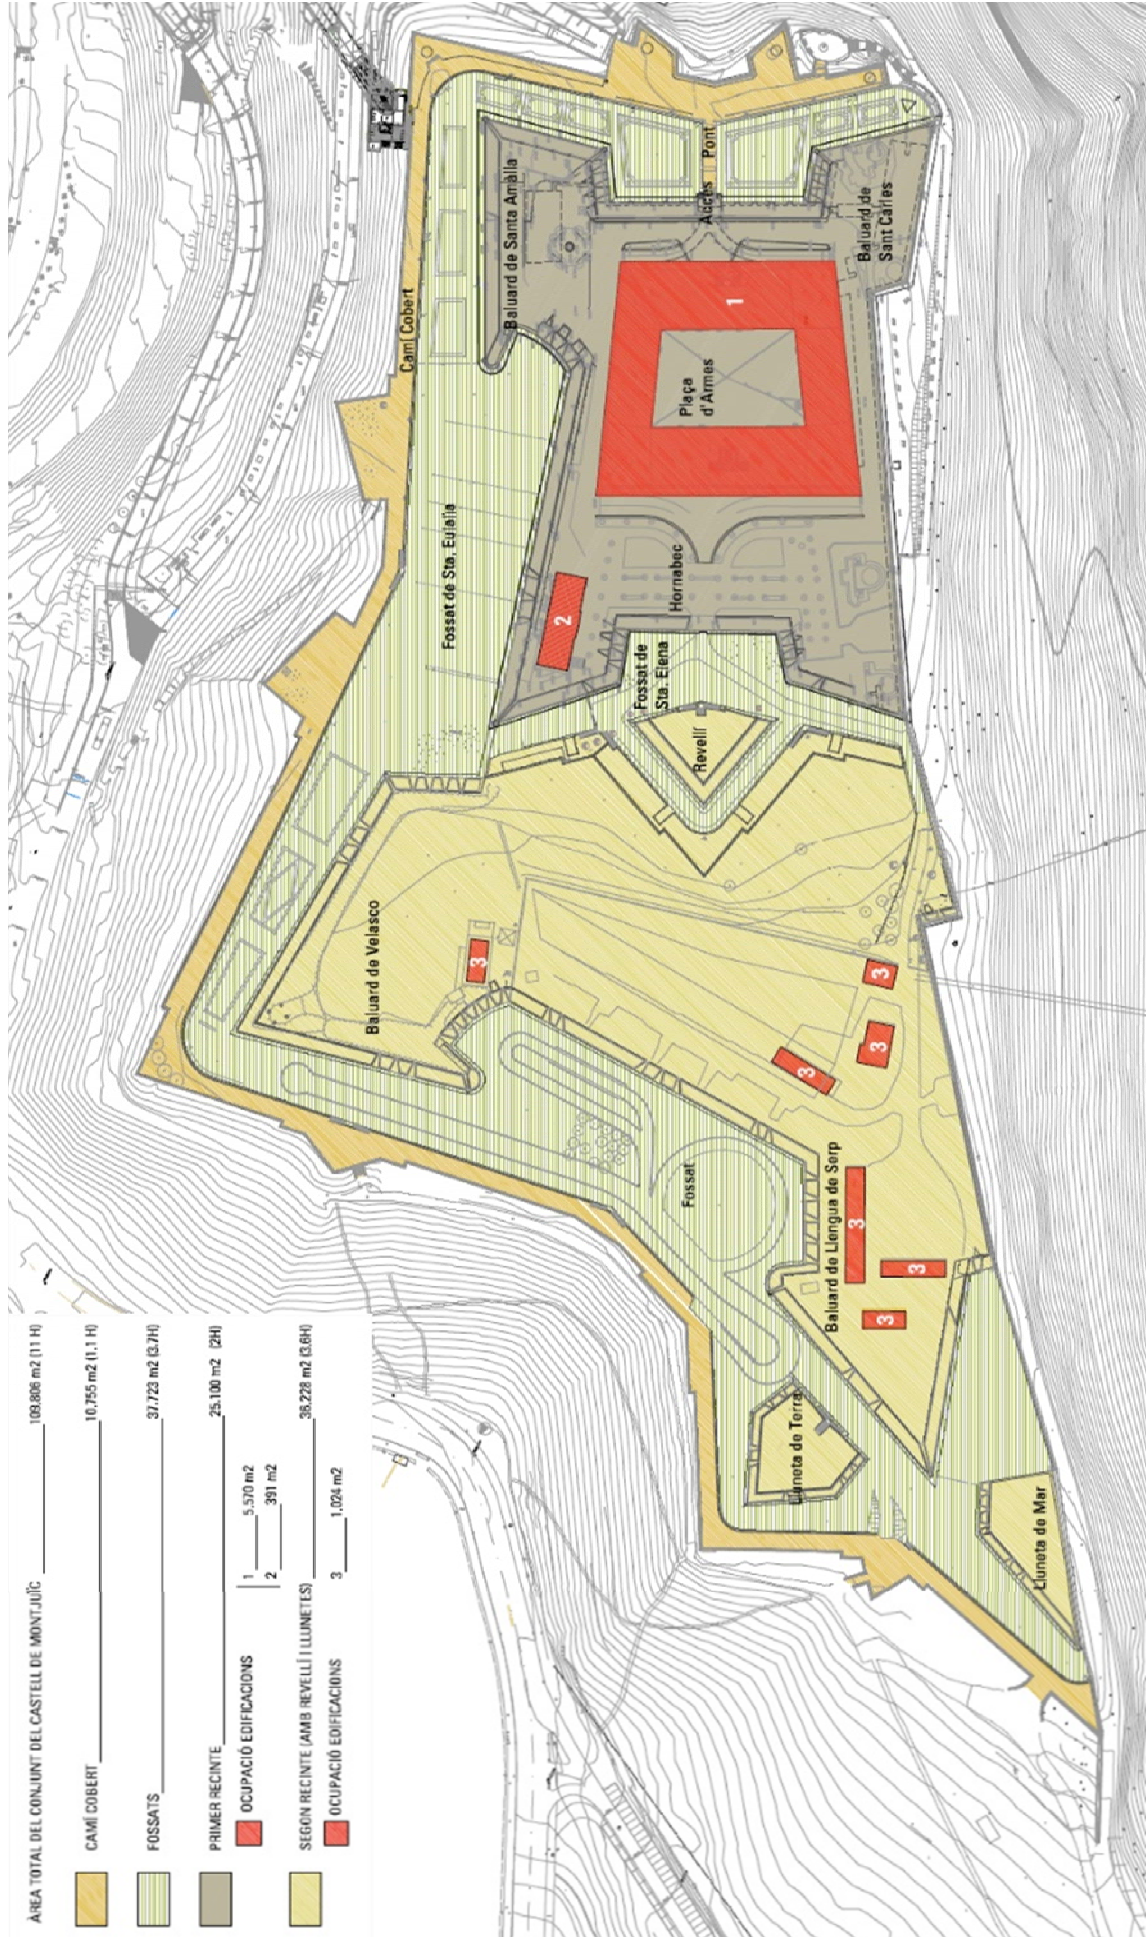 ÀREA TOTAL DEL CONJUNT DEL CASTELL DE MONTJUÏC 109,806 m2 (11 H)
CAMÍ COBERT 10,755 m2 (1,1 H)
FOSSATS 37.723 m2 (3,7H)
PRIMER RECINTE 25.100 m2 (2H)
OCUPACIÓ EDIFICACIONS
1 5,570 m2
2 391 m2
SEGON RECINTE (AMB REVELLÍ I LLUNETES) 36,228 m2 (3,6H)
OCUPACIÓ EDIFICACIONS
3 1,024 m2
Lluneta de Mar
Lluneta de Terra
Baluard de Llengua de Serp
3
3
3
3
3
3
3
Fossat
Baluard de Velasco
Revellí
Fossat de
Sta. Elena
Hornabec
2
Fossat de Sta. Eulalia
Plaça
d'Armes
1
Camí Cobert
Baluard de Santa Amàlia
Accés
Pont
Baluard de
Sant Carles